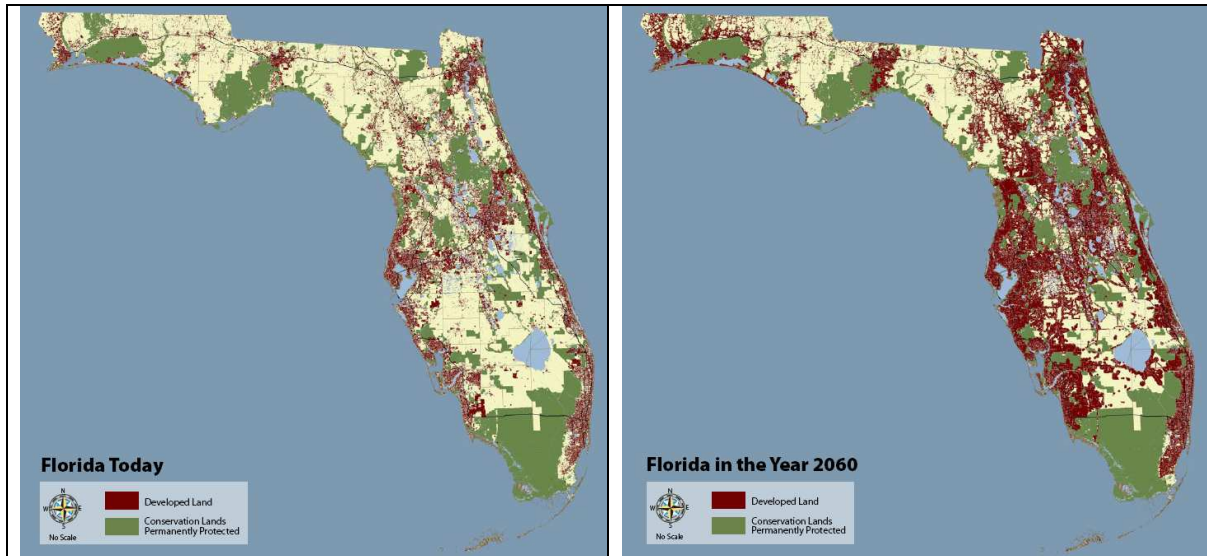 Florida Today
N
W
E
S
No Scale
Developed Land
Conservation Lands
Permanently Protected
Florida in the Year 2060
N
W
E
S
No Scale
Developed Land
Conservation Lands
Permanently Protected